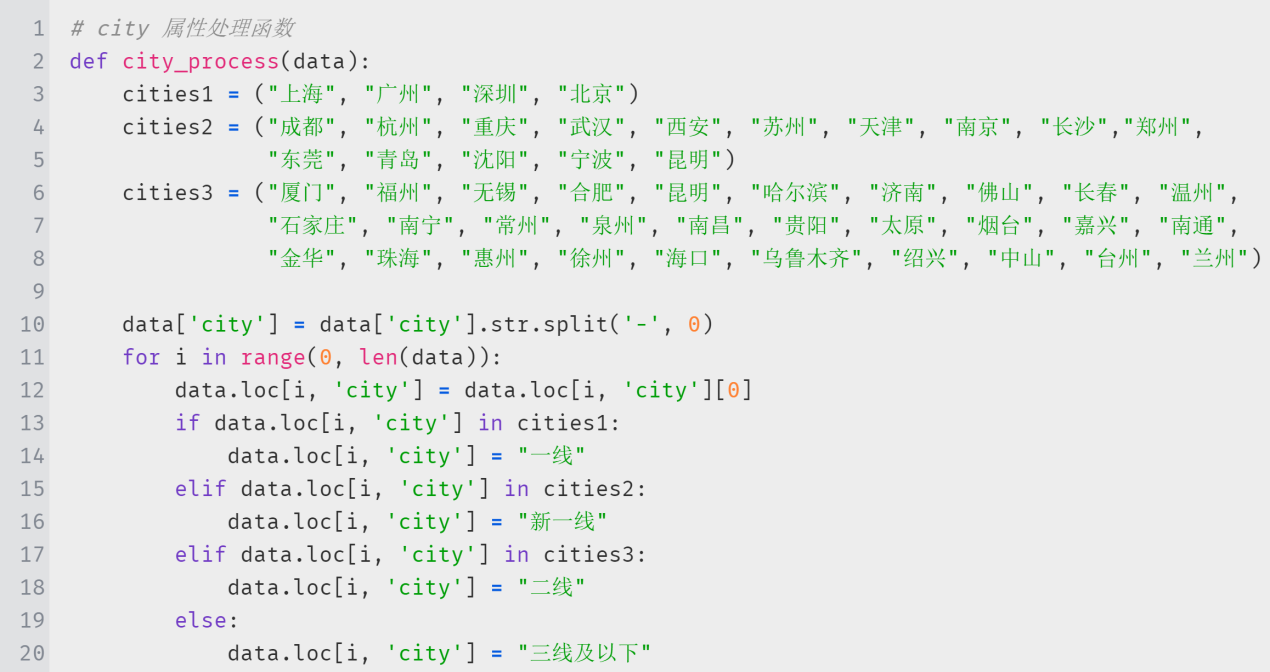 1 # city 属性处理函数
2 def city_process(data):
3     cities1 = ("上海", "广州", "深圳", "北京")
4     cities2 = ("成都", "杭州", "重庆", "武汉", "西安", "苏州", "天津", "南京", "长沙","郑州",
5                "东莞", "青岛", "沈阳", "宁波", "昆明")
6     cities3 = ("厦门", "福州", "无锡", "合肥", "昆明", "哈尔滨", "济南", "佛山", "长春", "温州",
7                "石家庄", "南宁", "常州", "泉州", "南昌", "贵阳", "太原", "烟台", "嘉兴", "南通",
8                "金华", "珠海", "惠州", "徐州", "海口", "乌鲁木齐", "绍兴", "中山", "台州", "兰州")
9
10     data['city'] = data['city'].str.split('-', 0)
11     for i in range(0, len(data)):
12         data.loc[i, 'city'] = data.loc[i, 'city'][0]
13         if data.loc[i, 'city'] in cities1:
14             data.loc[i, 'city'] = "一线"
15         elif data.loc[i, 'city'] in cities2:
16             data.loc[i, 'city'] = "新一线"
17         elif data.loc[i, 'city'] in cities3:
18             data.loc[i, 'city'] = "二线"
19         else:
20             data.loc[i, 'city'] = "三线及以下"